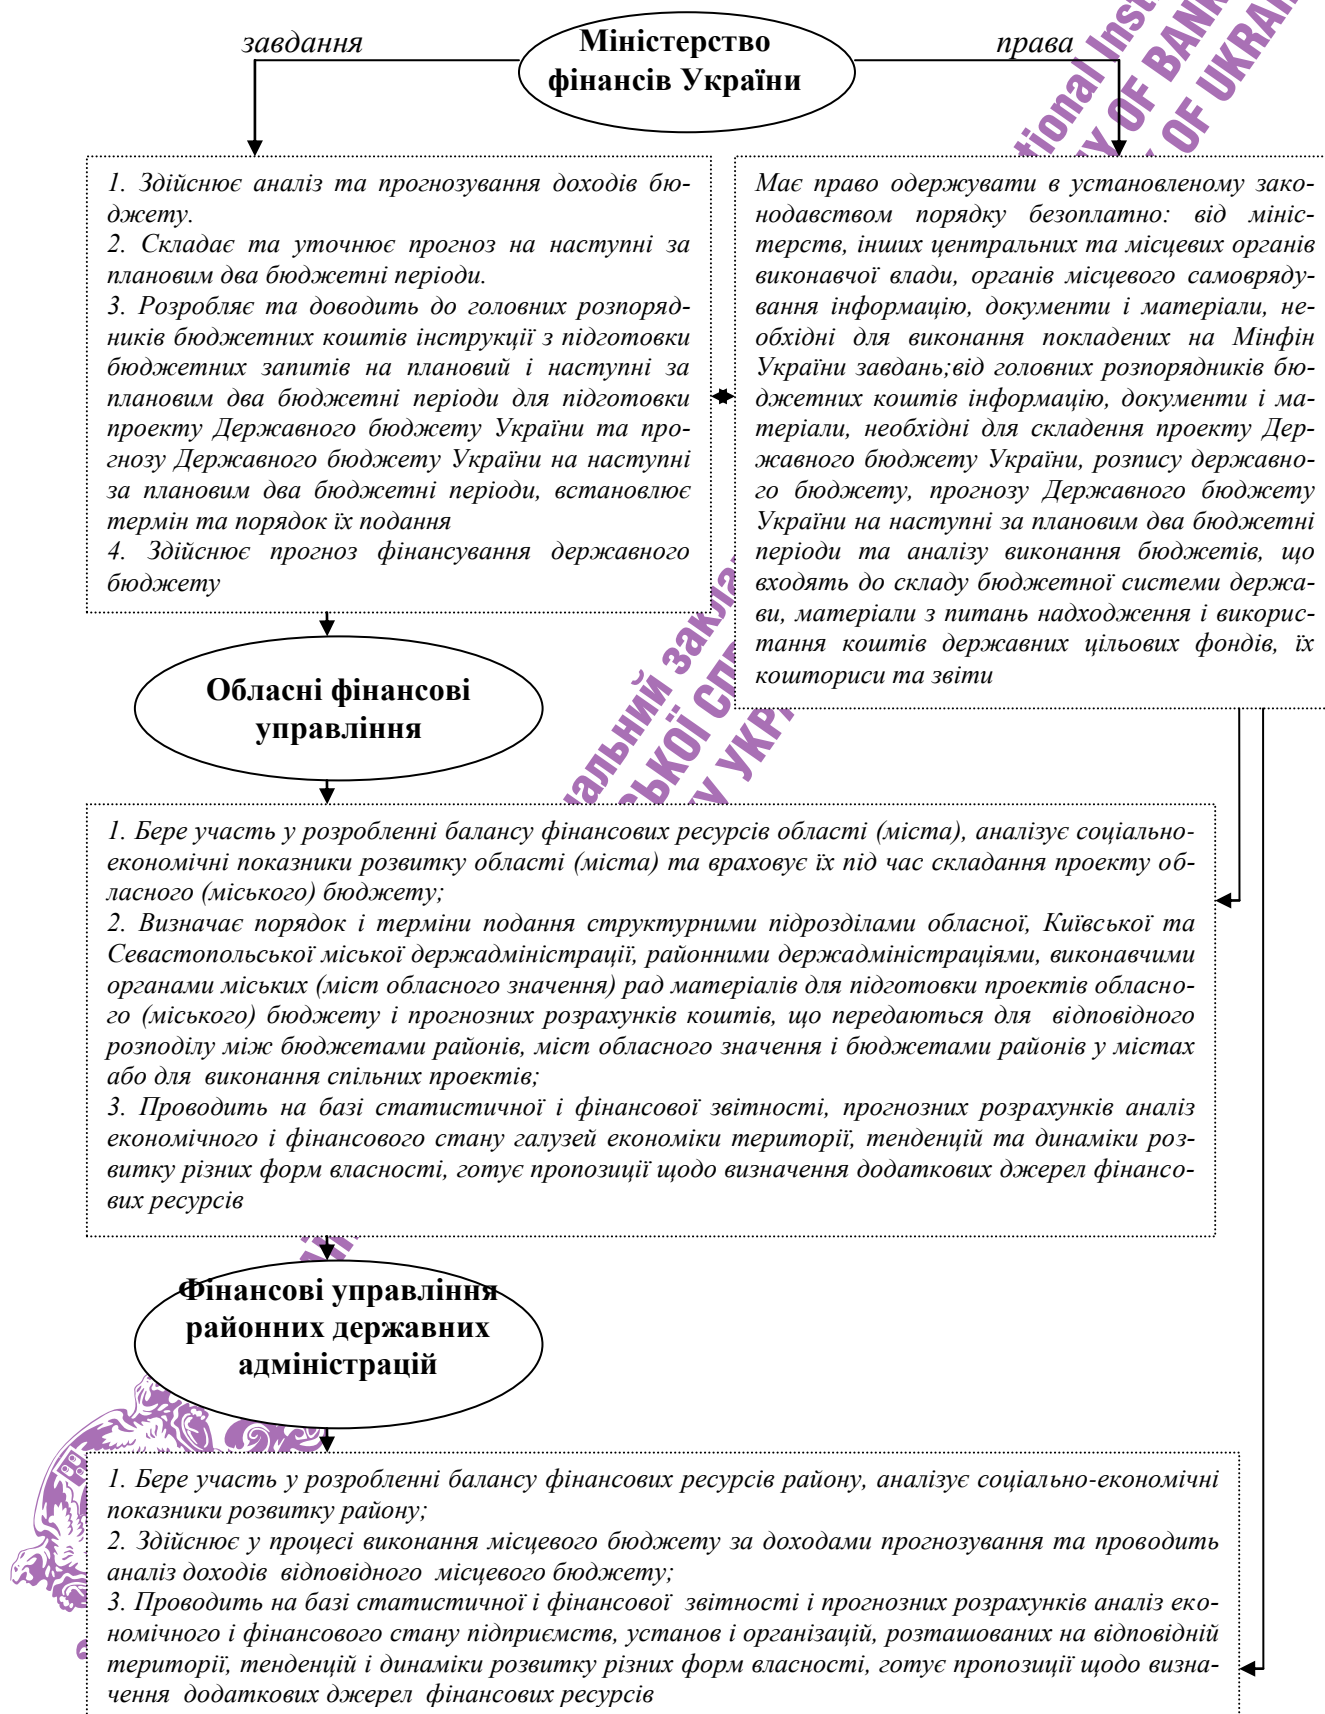 завдання
Міністерство
фінансів України
права
1. Здійснює аналіз та прогнозування доходів бю-
джету.
2. Складає та уточнює прогноз на наступні за
плановим два бюджетні періоди.
3. Розробляє та доводить до головних розпоряд-
ників бюджетних коштів інструкції з підготовки
бюджетних запитів на плановий і наступні за
плановим два бюджетні періоди для підготовки
проекту Державного бюджету України та про-
гнозу Державного бюджету України на наступні
за плановим два бюджетні періоди, встановлює
термін та порядок їх подання
4. Здійснює прогноз фінансування державного
бюджету
Має право одержувати в установленому зако-
нодавством порядку безоплатно: від мініс-
терств, інших центральних та місцевих органів
виконавчої влади, органів місцевого самовряду-
вання інформацію, документи і матеріали, не-
обхідні для виконання покладених на Мінфін
України завдань;від головних розпорядників бю-
джетних коштів інформацію, документи і ма-
теріали, необхідні для складення проекту Дер-
жавного бюджету України, розпису державно-
го бюджету, прогнозу Державного бюджету
України на наступні за плановим два бюджетні
періоди та аналізу виконання бюджетів, що
входять до складу бюджетної системи держа-
ви, матеріали з питань надходження і викорис-
тання коштів державних цільових фондів, їх
кошториси та звіти
Обласні фінансові
управління
1. Бере участь у розробленні балансу фінансових ресурсів області (міста), аналізує соціально-
економічні показники розвитку області (міста) та враховує їх під час складання проекту об-
ласного (міського) бюджету;
2. Визначає порядок і терміни подання структурними підрозділами обласної, Київської та
Севастопольської міської держадміністрації, районними держадміністраціями, виконавчими
органами міських (міст обласного значення) рад матеріалів для підготовки проектів обласно-
го (міського) бюджету і прогнозних розрахунків коштів, що передаються для відповідного
розподілу між бюджетами районів, міст обласного значення і бюджетами районів у містах
або для виконання спільних проектів;
3. Проводить на базі статистичної і фінансової звітності, прогнозних розрахунків аналіз
економічного і фінансового стану галузей економіки території, тенденцій та динаміки роз-
витку різних форм власності, готує пропозиції щодо визначення додаткових джерел фінансо-
вих ресурсів
Фінансові управління
районних державних
адміністрацій
1. Бере участь у розробленні балансу фінансових ресурсів району, аналізує соціально-економічні
показники розвитку району;
2. Здійснює у процесі виконання місцевого бюджету за доходами прогнозування та проводить
аналіз доходів відповідного місцевого бюджету;
3. Проводить на базі статистичної і фінансової звітності і прогнозних розрахунків аналіз еко-
номічного і фінансового стану підприємств, установ і організацій, розташованих на відповідній
території, тенденцій і динаміки розвитку різних форм власності, готує пропозиції щодо визна-
чення додаткових джерел фінансових ресурсів